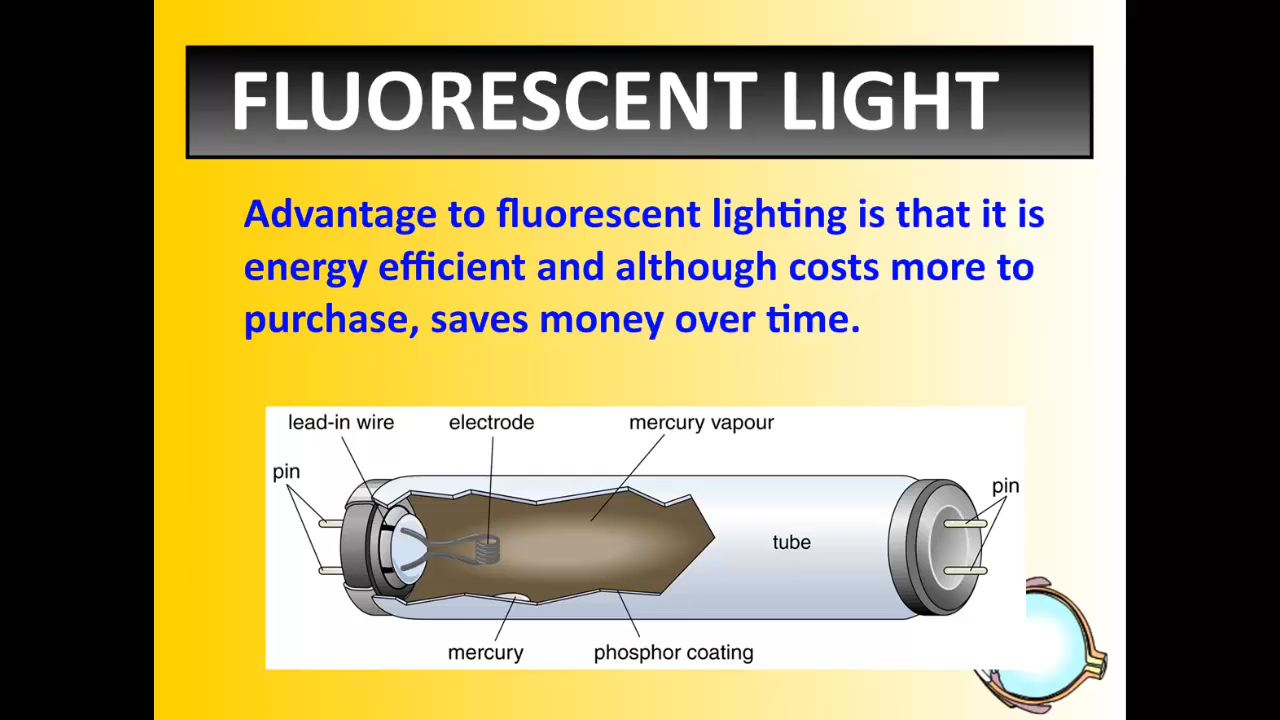 FLUORESCENT LIGHT
Advantage to fluorescent lighting is that it is
energy efficient and although costs more to
purchase, saves money over time.
lead-in wire electrode mercury vapour
pin
pin
tube
mercury phosphor coating